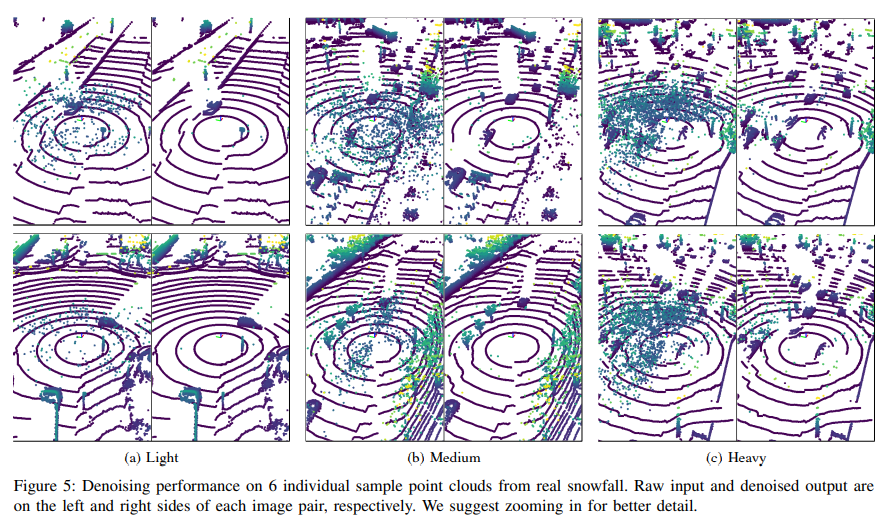 (a) Light
(b) Medium
(c) Heavy
Figure 5: Denoising performance on 6 individual sample point clouds from real snowfall. Raw input and denoised output are
on the left and right sides of each image pair, respectively. We suggest zooming in for better detail.